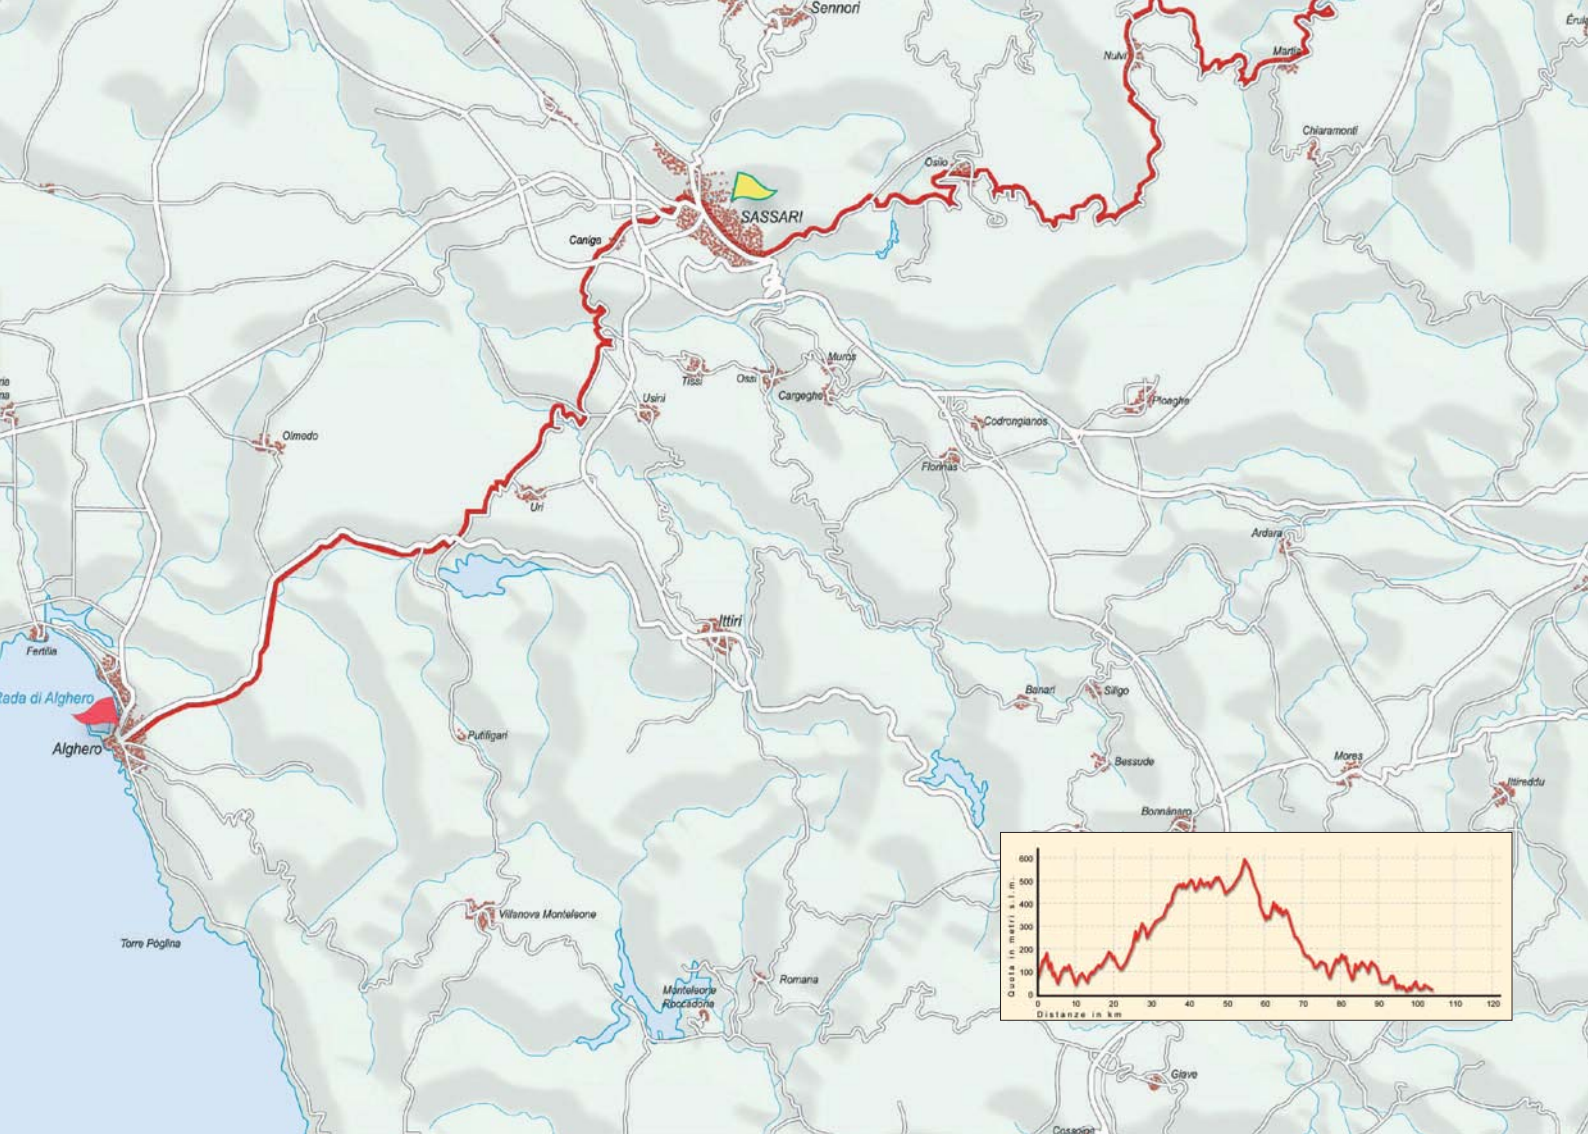 Sennori
Nulvi
Martis
Chiaramonti
Osilo
SASSARI
Caniga
Muros
Tissi
Ossi
Cargeghe
Usini
Ploaghe
Codrongianos
Olmedo
Florinas
Uri
Ardara
Ittiri
Fertilia
Rada di Alghero
Banari
Siligo
Alghero
Putifigari
Bessude
Mores
Ittireddu
Bonnànaro
Villanova Monteleone
Torre Póglina
Romana
Monteleone
Roccadoria
Giave
Quota in metri s.l.m.
600
500
400
300
200
100
0
0 10 20 30 40 50 60 70 80 90 100 110 120
Distanze in km